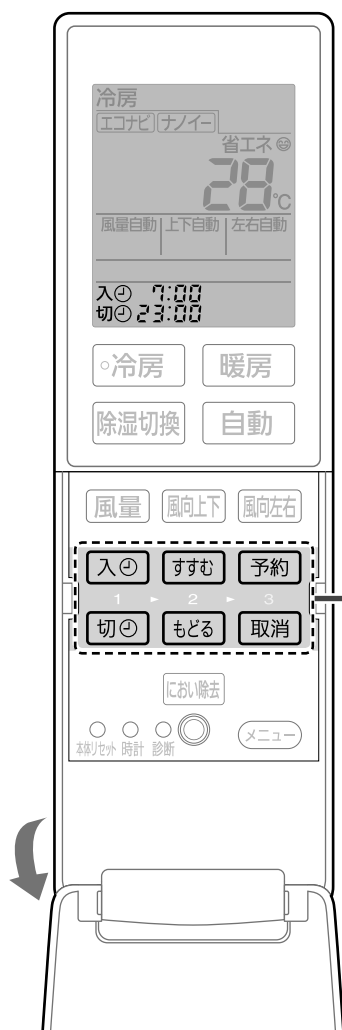 冷房
エコナビ ナノイー
省エネ
28℃
風量自動 上下自動 左右自動
入 7:00
切 23:00
冷房 暖房
除湿切換 自動
風量 風向上下 風向左右
入 すすむ 予約
1 ► 2 ► 3
切 もどる 取消
におい除去
本体リセット 時計 診断 メニュー